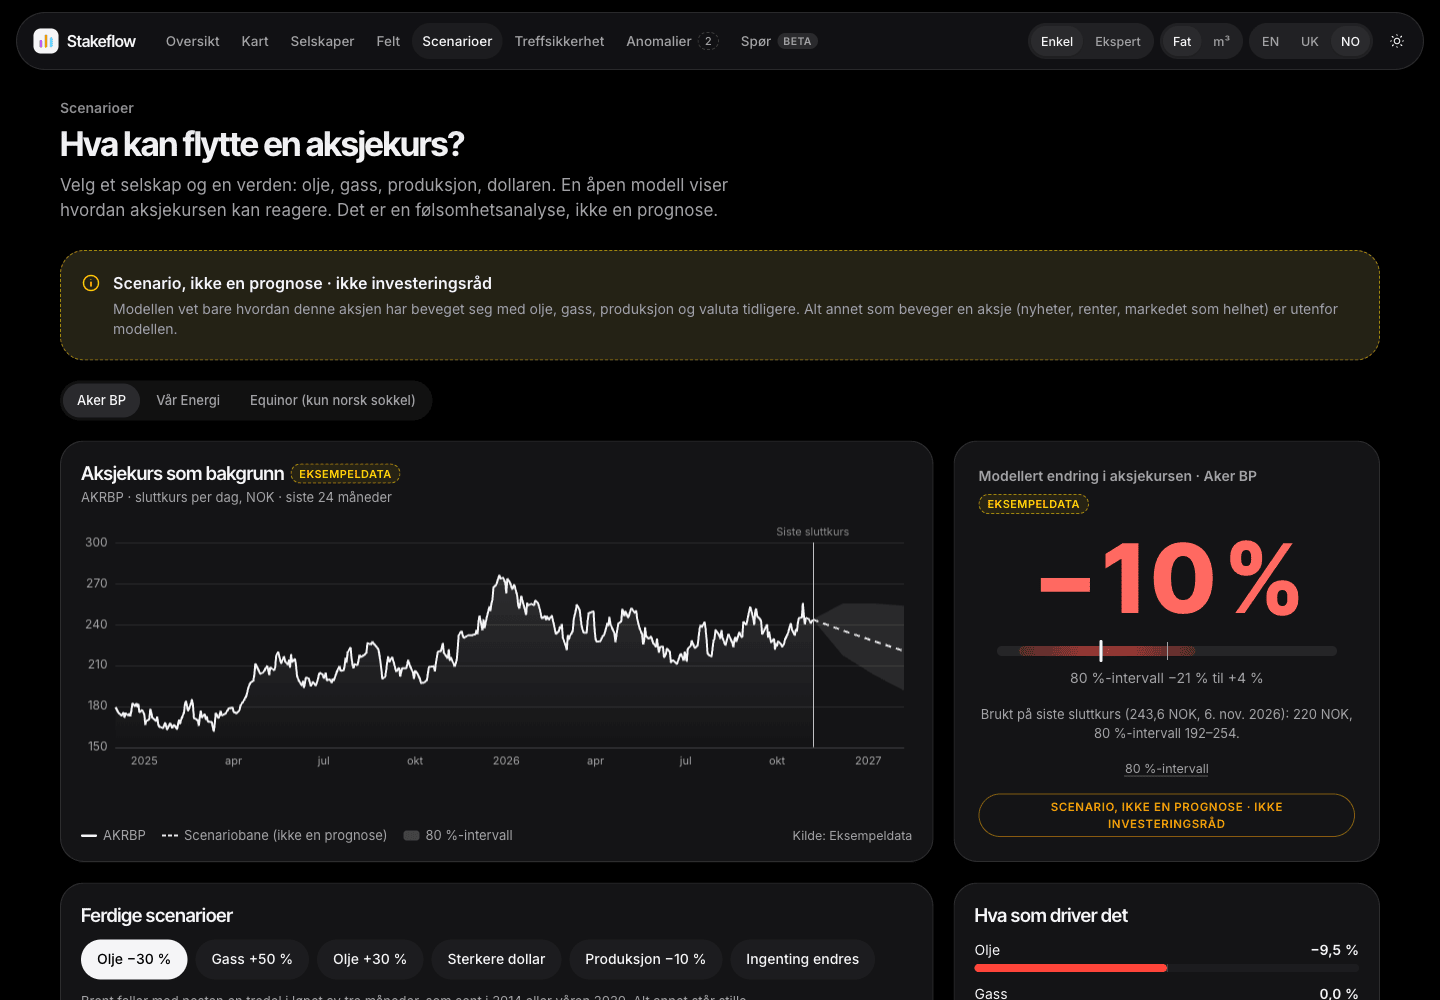 Stakeflow Oversikt Kart Selskaper Felt Scenarioer Treffsikkerhet Anomalier 2 Spør BETA Enkel Ekspert Fat m³ EN UK NO
Scenarioer
Hva kan flytte en aksjekurs?
Velg et selskap og en verden: olje, gass, produksjon, dollaren. En åpen modell viser
hvordan aksjekursen kan reagere. Det er en følsomhetsanalyse, ikke en prognose.
Scenario, ikke en prognose · ikke investeringsråd
Modellen vet bare hvordan denne aksjen har beveget seg med olje, gass, produksjon og valuta tidligere. Alt annet som beveger en aksje (nyheter, renter, markedet som helhet) er utenfor
modellen.
Aker BP Vår Energi Equinor (kun norsk sokkel)
Aksjekurs som bakgrunn EKSEMPELDATA
AKRBP · sluttkurs per dag, NOK · siste 24 måneder
Siste sluttkurs
300
270
240
210
180
150
2025 apr jul okt 2026 apr jul okt 2027
AKRBP Scenariobane (ikke en prognose) 80 %-intervall Kilde: Eksempeldata
Modellert endring i aksjekursen · Aker BP
EKSEMPELDATA
−10 %
80 %-intervall −21 % til +4 %
Brukt på siste sluttkurs (243,6 NOK, 6. nov. 2026): 220 NOK,
80 %-intervall 192–254.
80 %-intervall
SCENARIO, IKKE EN PROGNOSE · IKKE
INVESTERINGSRÅD
Ferdige scenarioer
Olje −30 % Gass +50 % Olje +30 % Sterkere dollar Produksjon −10 % Ingenting endres
Hva som driver det
Olje −9,5 %
Gass 0,0 %